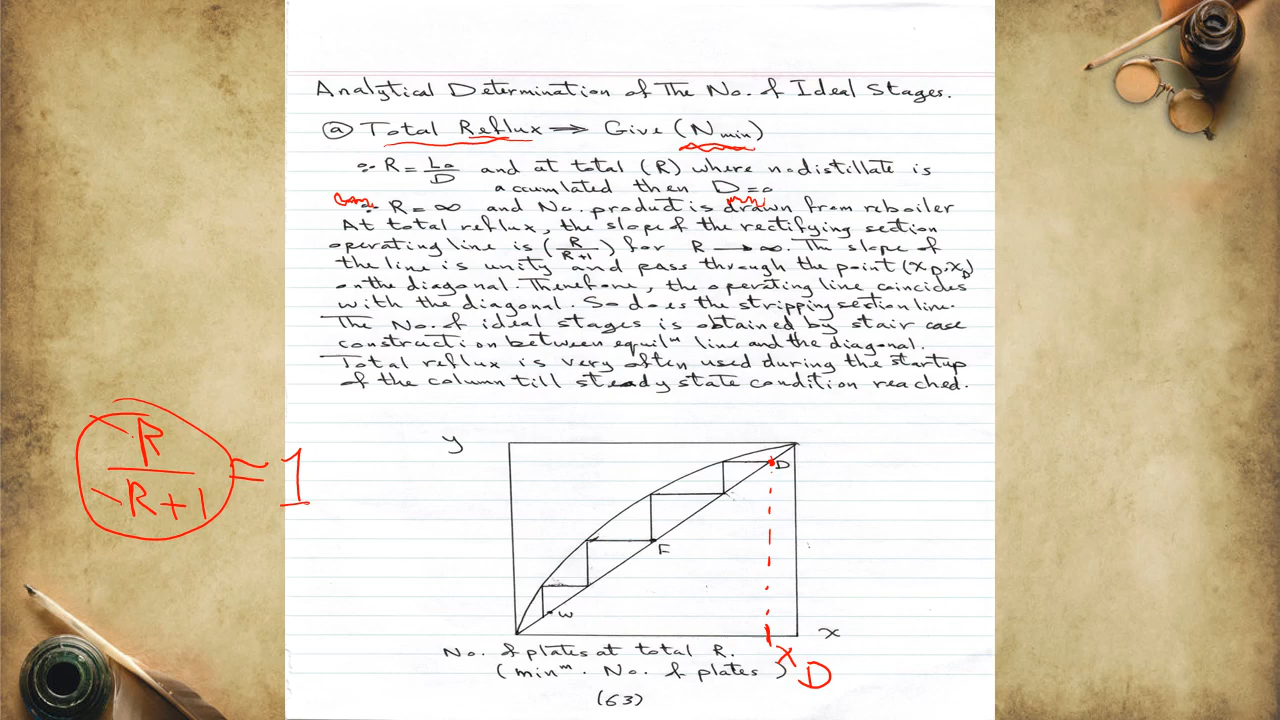 Analytical Determination of The No. of Ideal Stages.
ⓐ Total Reflux ⇒ Give (Nmin)
∵ R = Lo/D and at total (R) where no distillate is
accumulated then D = o
∴ R = ∞ and No. product is drawn from reboiler
At total reflux, the slope of the rectifying section
operating line is (R/R+1) for R → ∞. The slope of
the line is unity and pass through the point (XD, XD)
on the diagonal. Therefore, the operating line coincides
with the diagonal. So does the stripping section line.
The No. of ideal stages is obtained by stair case
construction between equilᵐ line and the diagonal.
Total reflux is very often used during the startup
of the column till steady state condition reached.
R/R+1 = 1
y
D
F
W
x
XD
No. of plates at total R.
(minᵐ. No. of plates)
(63)